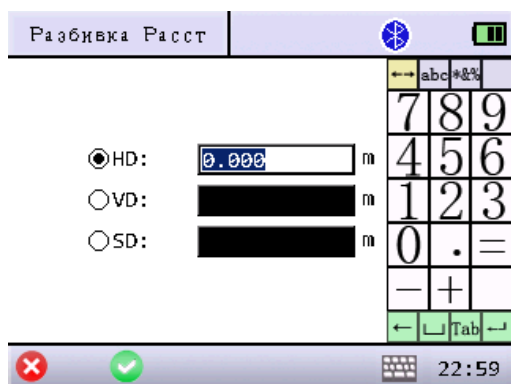 Разбивка Расст
←→ abc *&%
7 8 9
HD: 0.000 m 4 5 6
VD: m 1 2 3
SD: m 0 . =
- +
← Tab ↵
22:59